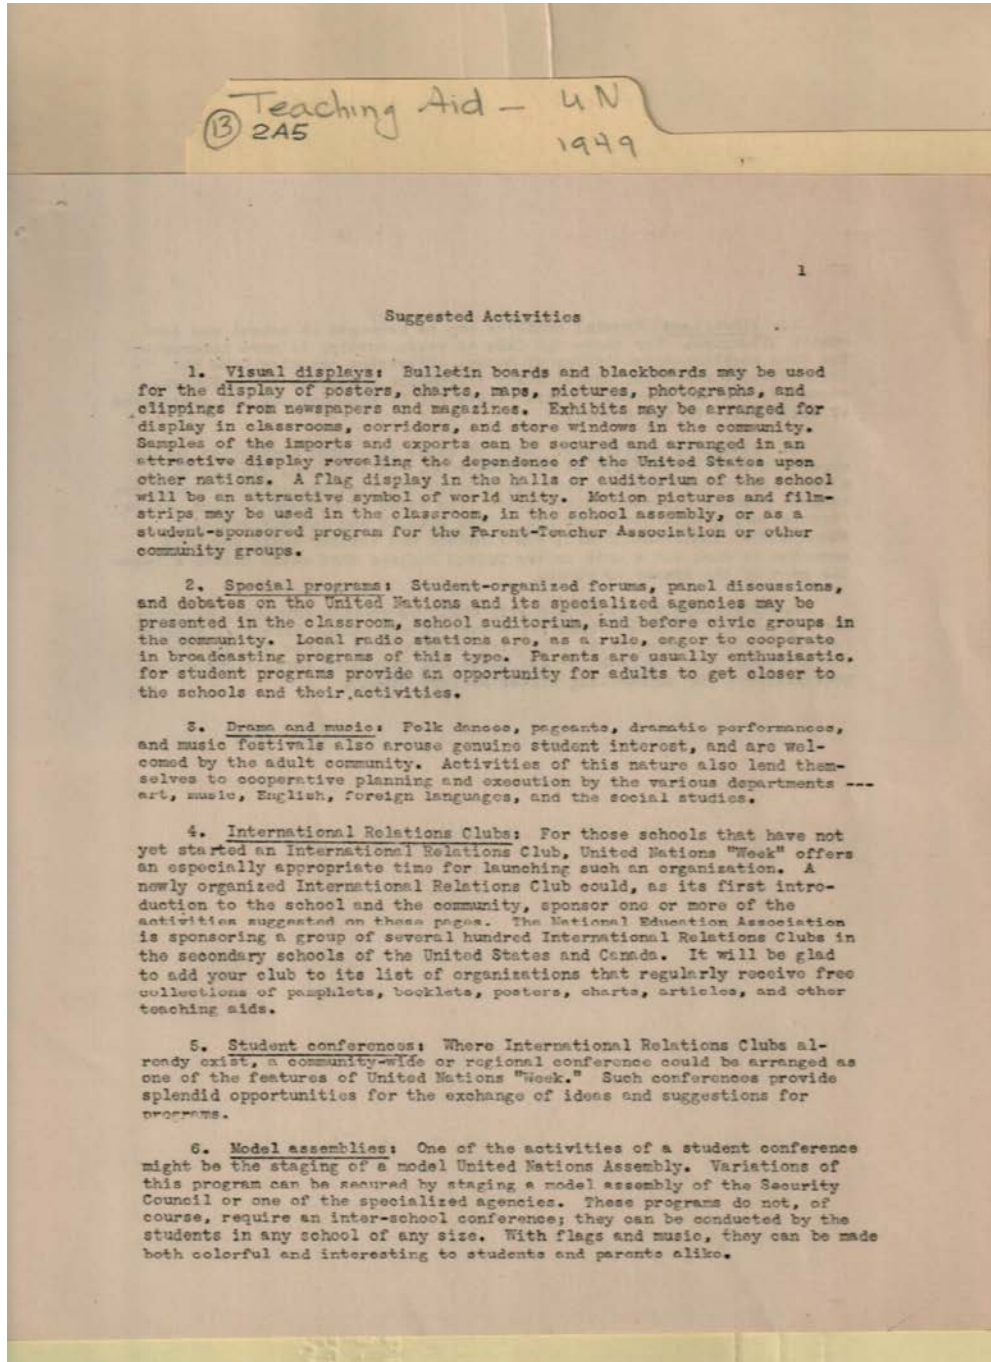 Teaching Aid — UN
13 2A5
1949
1
Suggested Activities
1. Visual displays: Bulletin boards and blackboards may be used
for the display of posters, charts, maps, pictures, photographs, and
clippings from newspapers and magazines. Exhibits may be arranged for
display in classrooms, corridors, and store windows in the community.
Samples of the imports and exports can be secured and arranged in an
attractive display revealing the dependence of the United States upon
other nations. A flag display in the halls or auditorium of the school
will be an attractive symbol of world unity. Motion pictures and film-
strips may be used in the classroom, in the school assembly, or as a
student-sponsored program for the Parent-Teacher Association or other
community groups.
2. Special programs: Student-organized forums, panel discussions,
and debates on the United Nations and its specialized agencies may be
presented in the classroom, school auditorium, and before civic groups in
the community. Local radio stations are, as a rule, eager to cooperate
in broadcasting programs of this type. Parents are usually enthusiastic,
for student programs provide an opportunity for adults to get closer to
the schools and their activities.
3. Drama and music: Folk dances, pageants, dramatic performances,
and music festivals also arouse genuine student interest, and are wel-
comed by the adult community. Activities of this nature also lend them-
selves to cooperative planning and execution by the various departments ---
art, music, English, foreign languages, and the social studies.
4. International Relations Clubs: For those schools that have not
yet started an International Relations Club, United Nations "Week" offers
an especially appropriate time for launching such an organization. A
newly organized International Relations Club could, as its first intro-
duction to the school and the community, sponsor one or more of the
activities suggested on these pages. The National Education Association
is sponsoring a group of several hundred International Relations Clubs in
the secondary schools of the United States and Canada. It will be glad
to add your club to its list of organizations that regularly receive free
collections of pamphlets, booklets, posters, charts, articles, and other
teaching aids.
5. Student conferences: Where International Relations Clubs al-
ready exist, a community-wide or regional conference could be arranged as
one of the features of United Nations "Week." Such conferences provide
splendid opportunities for the exchange of ideas and suggestions for
programs.
6. Model assemblies: One of the activities of a student conference
might be the staging of a model United Nations Assembly. Variations of
this program can be secured by staging a model assembly of the Security
Council or one of the specialized agencies. These programs do not, of
course, require an inter-school conference; they can be conducted by the
students in any school of any size. With flags and music, they can be made
both colorful and interesting to students and parents alike.